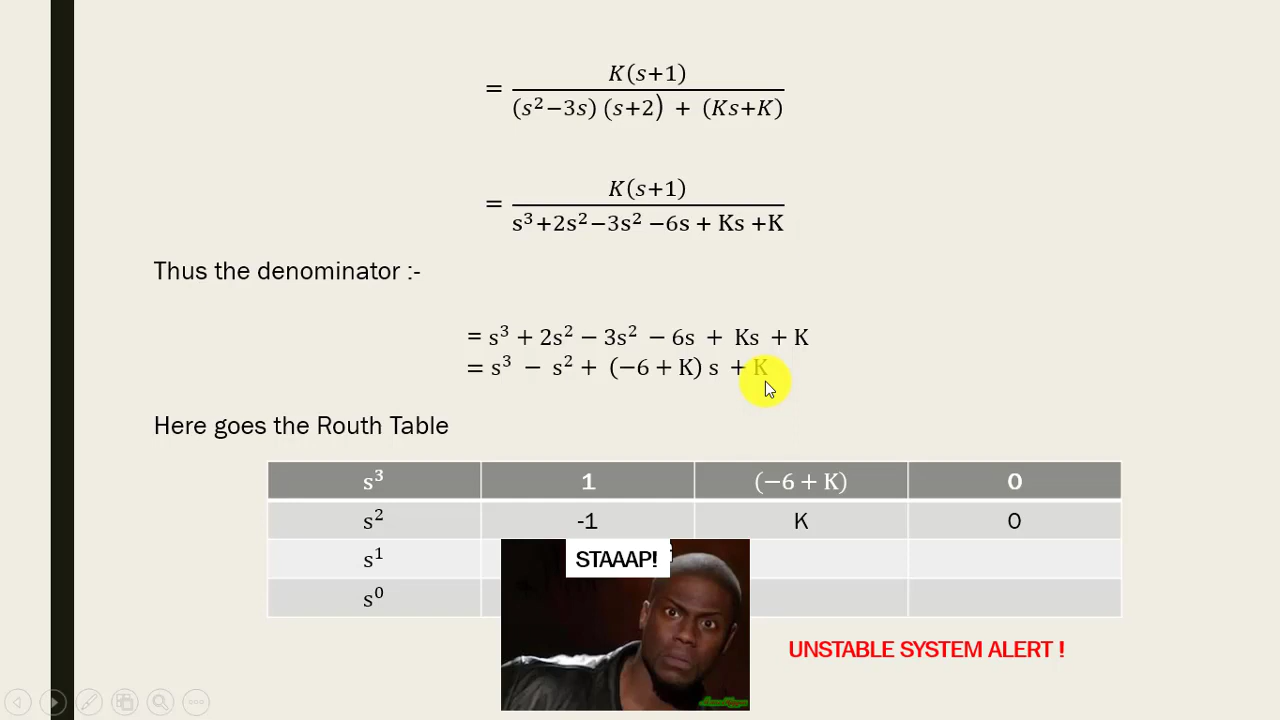 = K(s+1) / (s²−3s) (s+2) + (Ks+K)
= K(s+1) / s³+2s²−3s² −6s + Ks +K
Thus the denominator :-
= s³ + 2s² − 3s² − 6s + Ks + K
= s³ − s² + (−6 + K) s + K
Here goes the Routh Table
s³ 1 (−6 + K) 0
s² -1 K 0
s¹
STAAAP!
s⁰
UNSTABLE SYSTEM ALERT !